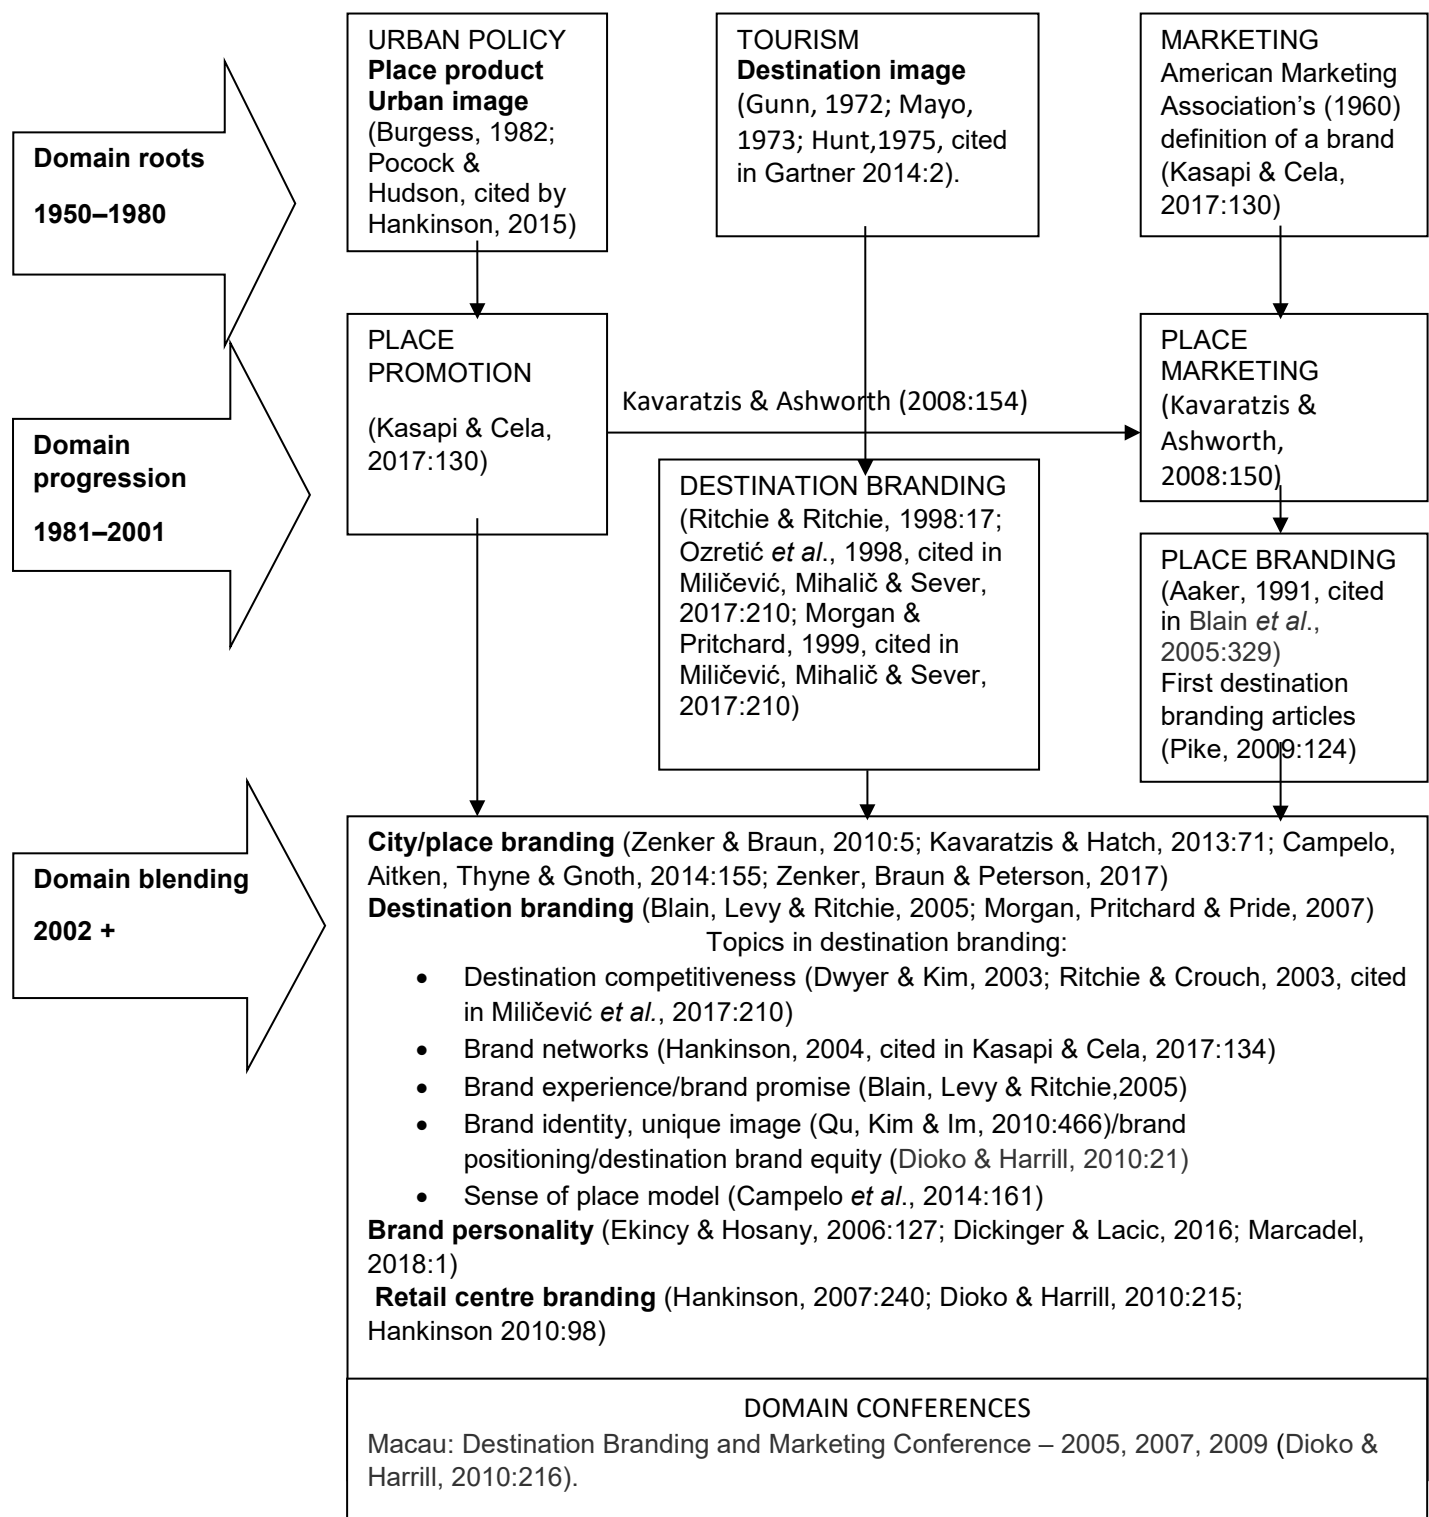 URBAN POLICY
Place product
Urban image
(Burgess, 1982;
Pocock &
Hudson, cited by
Hankinson, 2015)
TOURISM
Destination image
(Gunn, 1972; Mayo,
1973; Hunt,1975, cited
in Gartner 2014:2).
MARKETING
American Marketing
Association’s (1960)
definition of a brand
(Kasapi & Cela,
2017:130)
Domain roots
1950–1980
PLACE
PROMOTION
(Kasapi & Cela,
2017:130)
Kavaratzis & Ashworth (2008:154)
PLACE
MARKETING
(Kavaratzis &
Ashworth,
2008:150)
Domain
progression
1981–2001
DESTINATION BRANDING
(Ritchie & Ritchie, 1998:17;
Ozretić et al., 1998, cited in
Miličević, Mihalič & Sever,
2017:210; Morgan &
Pritchard, 1999, cited in
Miličević, Mihalič & Sever,
2017:210)
PLACE BRANDING
(Aaker, 1991, cited
in Blain et al.,
2005:329)
First destination
branding articles
(Pike, 2009:124)
Domain blending
2002 +
City/place branding (Zenker & Braun, 2010:5; Kavaratzis & Hatch, 2013:71; Campelo,
Aitken, Thyne & Gnoth, 2014:155; Zenker, Braun & Peterson, 2017)
Destination branding (Blain, Levy & Ritchie, 2005; Morgan, Pritchard & Pride, 2007)
Topics in destination branding:
• Destination competitiveness (Dwyer & Kim, 2003; Ritchie & Crouch, 2003, cited
in Miličević et al., 2017:210)
• Brand networks (Hankinson, 2004, cited in Kasapi & Cela, 2017:134)
• Brand experience/brand promise (Blain, Levy & Ritchie,2005)
• Brand identity, unique image (Qu, Kim & Im, 2010:466)/brand
positioning/destination brand equity (Dioko & Harrill, 2010:21)
• Sense of place model (Campelo et al., 2014:161)
Brand personality (Ekincy & Hosany, 2006:127; Dickinger & Lacic, 2016; Marcadel,
2018:1)
Retail centre branding (Hankinson, 2007:240; Dioko & Harrill, 2010:215;
Hankinson 2010:98)
DOMAIN CONFERENCES
Macau: Destination Branding and Marketing Conference – 2005, 2007, 2009 (Dioko &
Harrill, 2010:216).